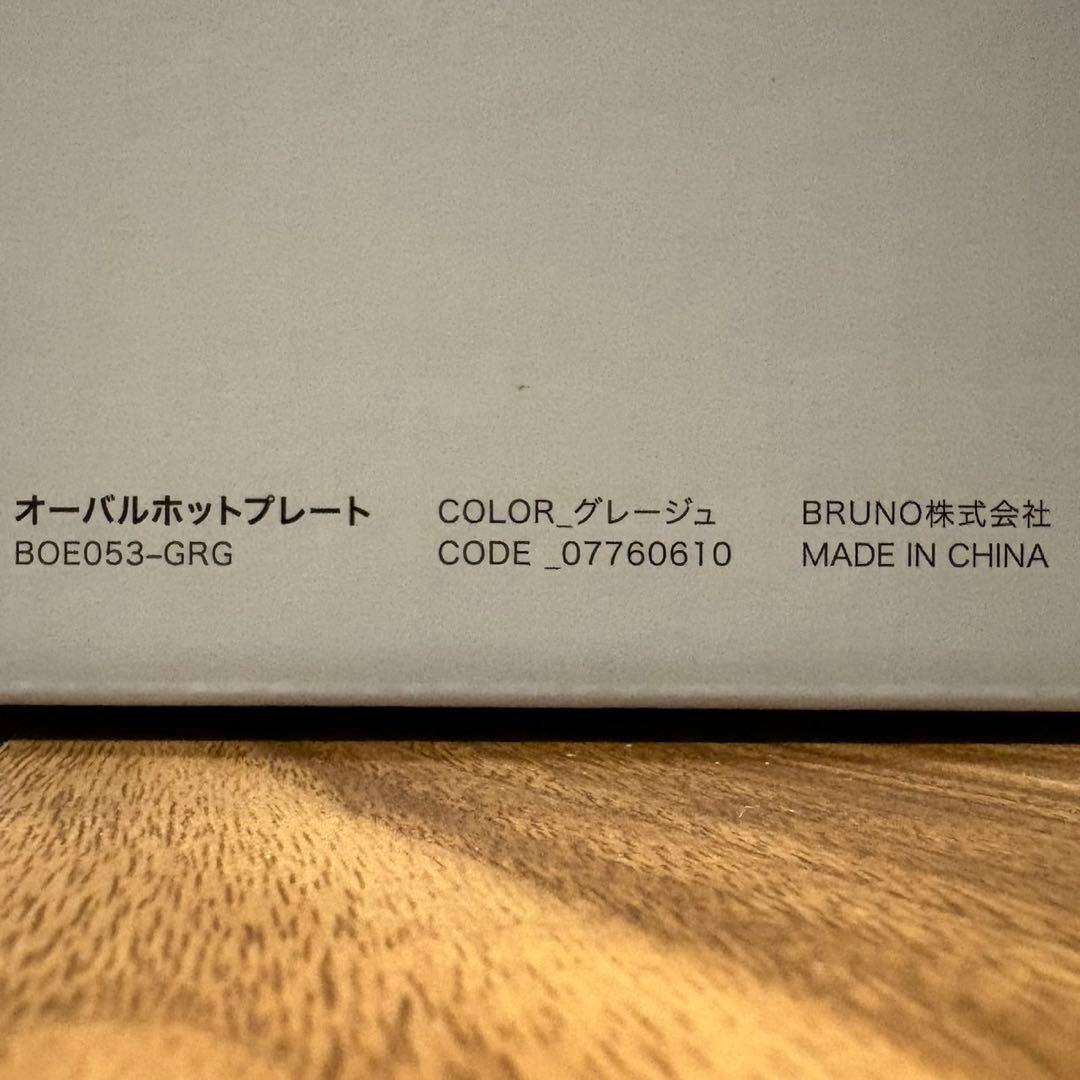 オーバルホットプレート
BOE053-GRG
COLOR_グレージュ
CODE _07760610
BRUNO株式会社
MADE IN CHINA